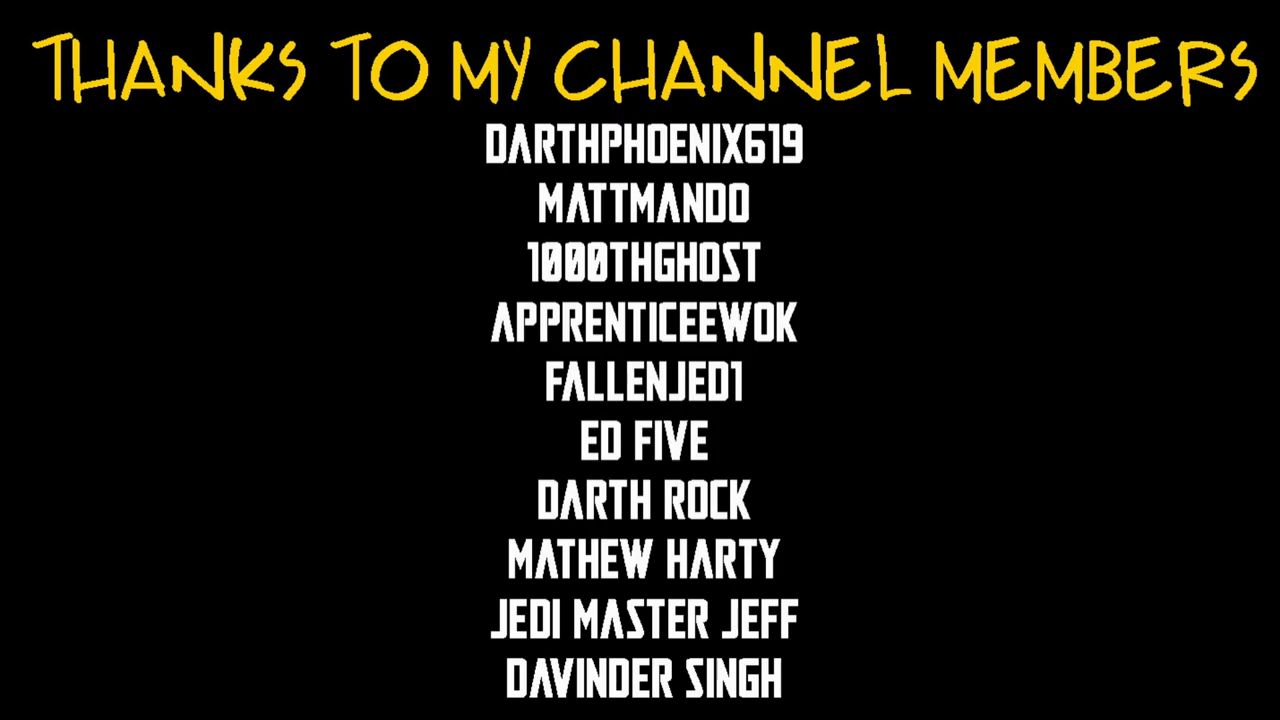 THANKS TO MY CHANNEL MEMBERS
DARTHPHOENIX619
MATTMANDO
1000THGHOST
APPRENTICEEWOK
FALLENJED1
ED FIVE
DARTH ROCK
MATHEW HARTY
JEDI MASTER JEFF
DAVINDER SINGH